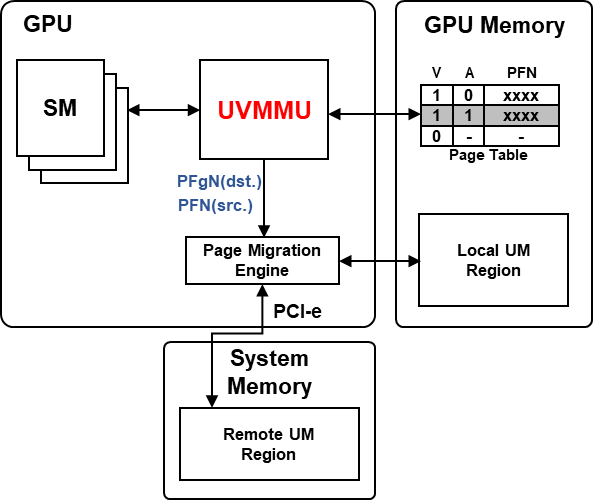 GPU
SM
UVMMU
PFgN(dst.)
PFN(src.)
Page Migration
Engine
PCI-e
GPU Memory
V A PFN
1 0 xxxx
1 1 xxxx
0 - -
Page Table
Local UM
Region
System
Memory
Remote UM
Region